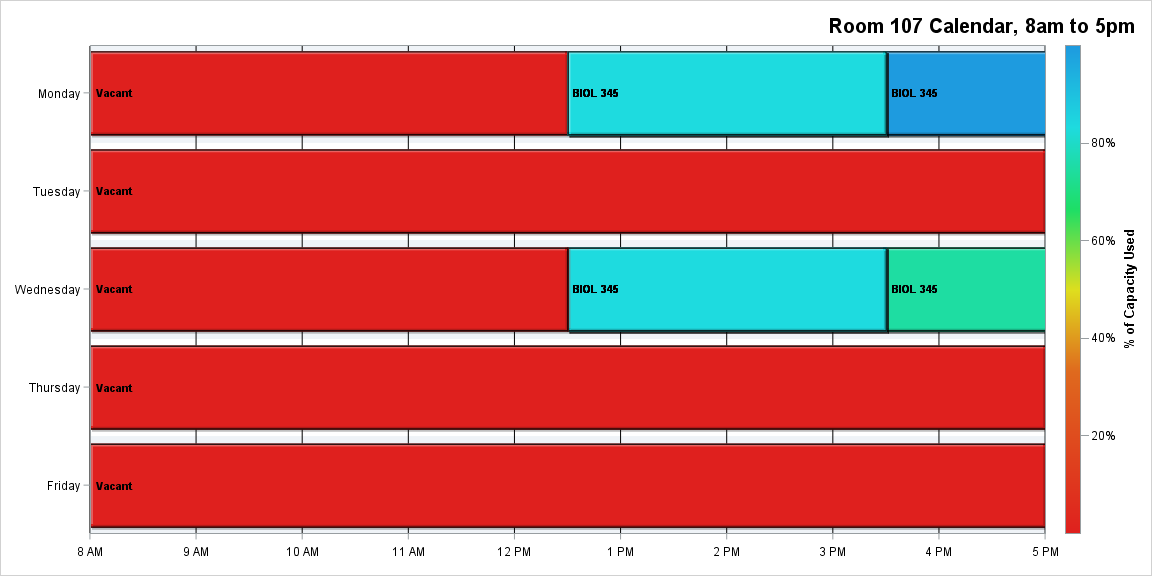 Room 107 Calendar, 8am to 5pm
Monday
Vacant
BIOL 345
BIOL 345
Tuesday
Vacant
Wednesday
Vacant
BIOL 345
BIOL 345
Thursday
Vacant
Friday
Vacant
8 AM
9 AM
10 AM
11 AM
12 PM
1 PM
2 PM
3 PM
4 PM
5 PM
80%
60%
40%
20%
% of Capacity Used